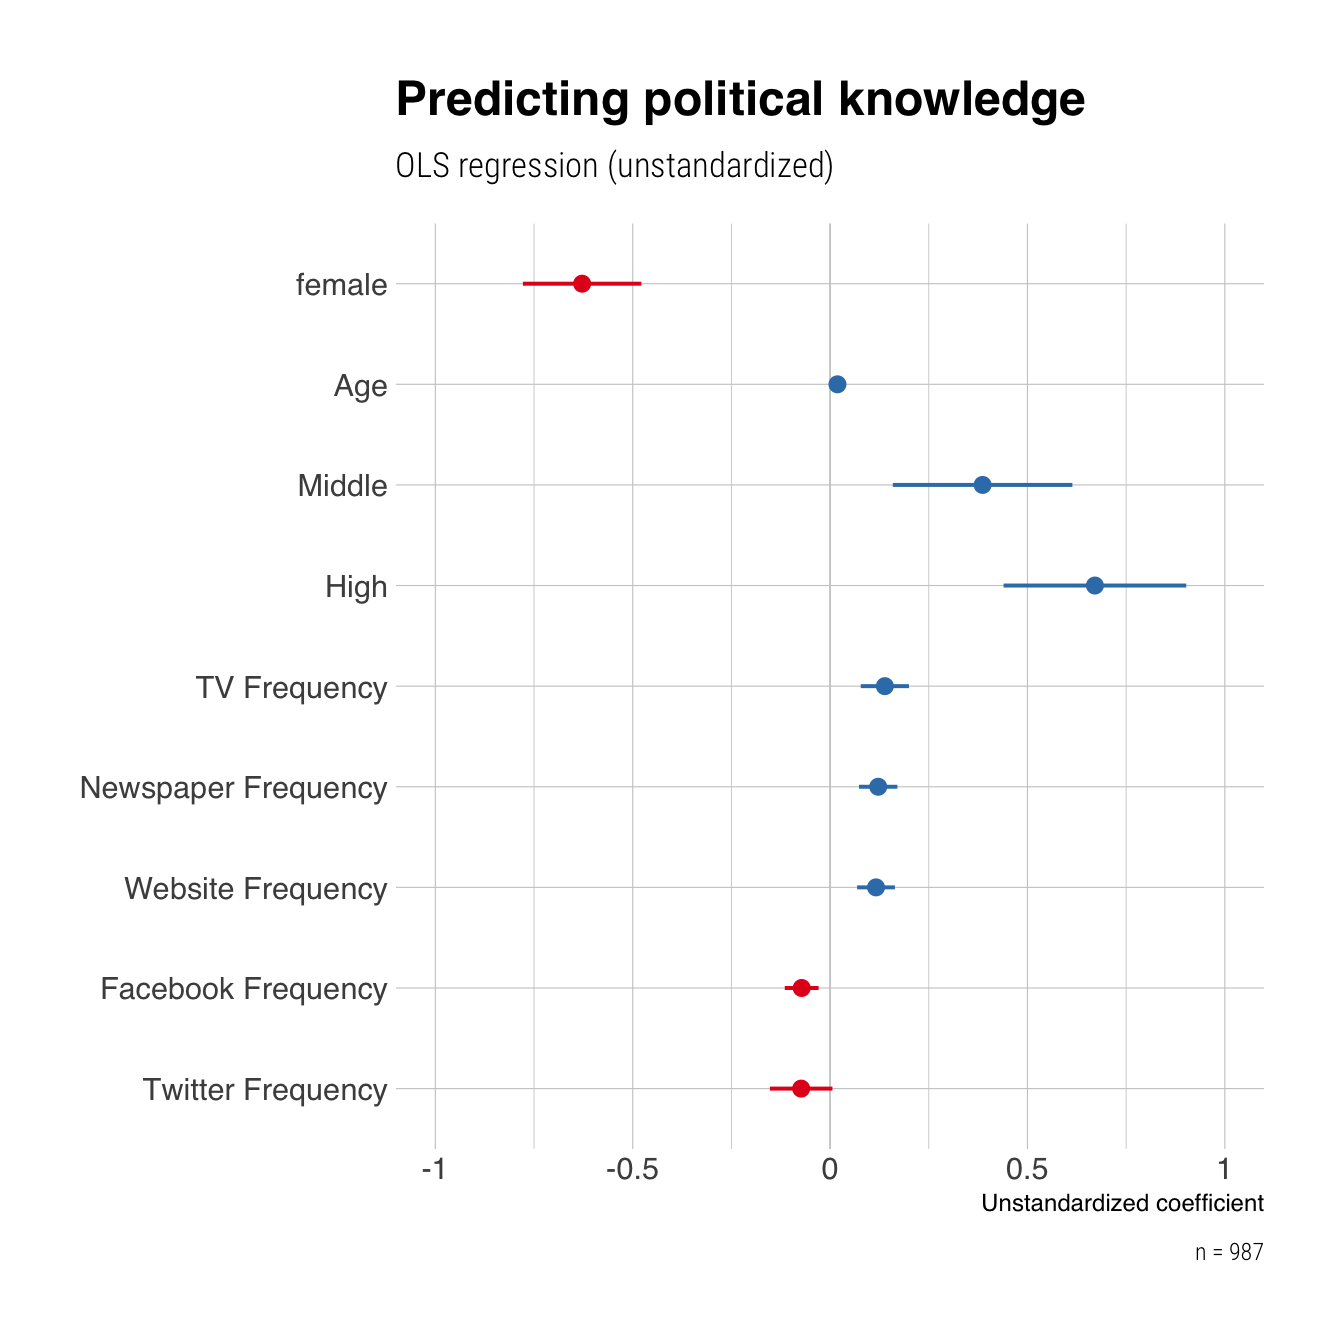 Predicting political knowledge
OLS regression (unstandardized)
female
Age
Middle
High
TV Frequency
Newspaper Frequency
Website Frequency
Facebook Frequency
Twitter Frequency
-1 -0.5 0 0.5 1
Unstandardized coefficient
n = 987